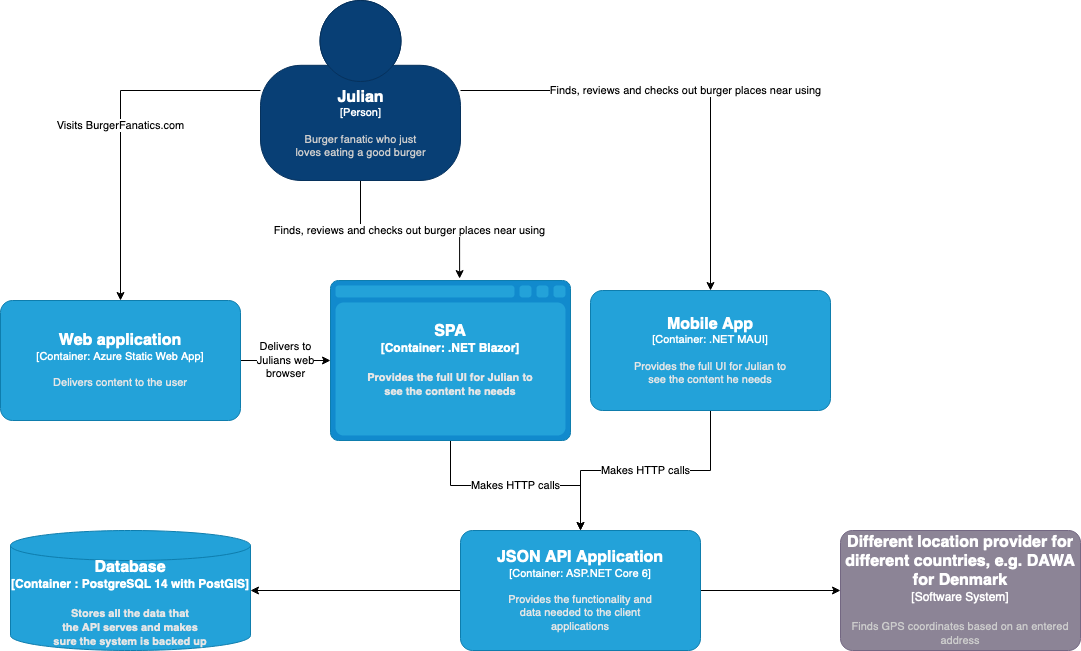 Julian
[Person]
Burger fanatic who just
loves eating a good burger
Finds, reviews and checks out burger places near using
Visits BurgerFanatics.com
Finds, reviews and checks out burger places near using
Web application
[Container: Azure Static Web App]
Delivers content to the user
Delivers to
Julians web
browser
SPA
[Container: .NET Blazor]
Provides the full UI for Julian to
see the content he needs
Mobile App
[Container: .NET MAUI]
Provides the full UI for Julian to
see the content he needs
Makes HTTP calls
Makes HTTP calls
Database
[Container : PostgreSQL 14 with PostGIS]
Stores all the data that
the API serves and makes
sure the system is backed up
JSON API Application
[Container: ASP.NET Core 6]
Provides the functionality and
data needed to the client
applications
Different location provider for
different countries, e.g. DAWA
for Denmark
[Software System]
Finds GPS coordinates based on an entered
address